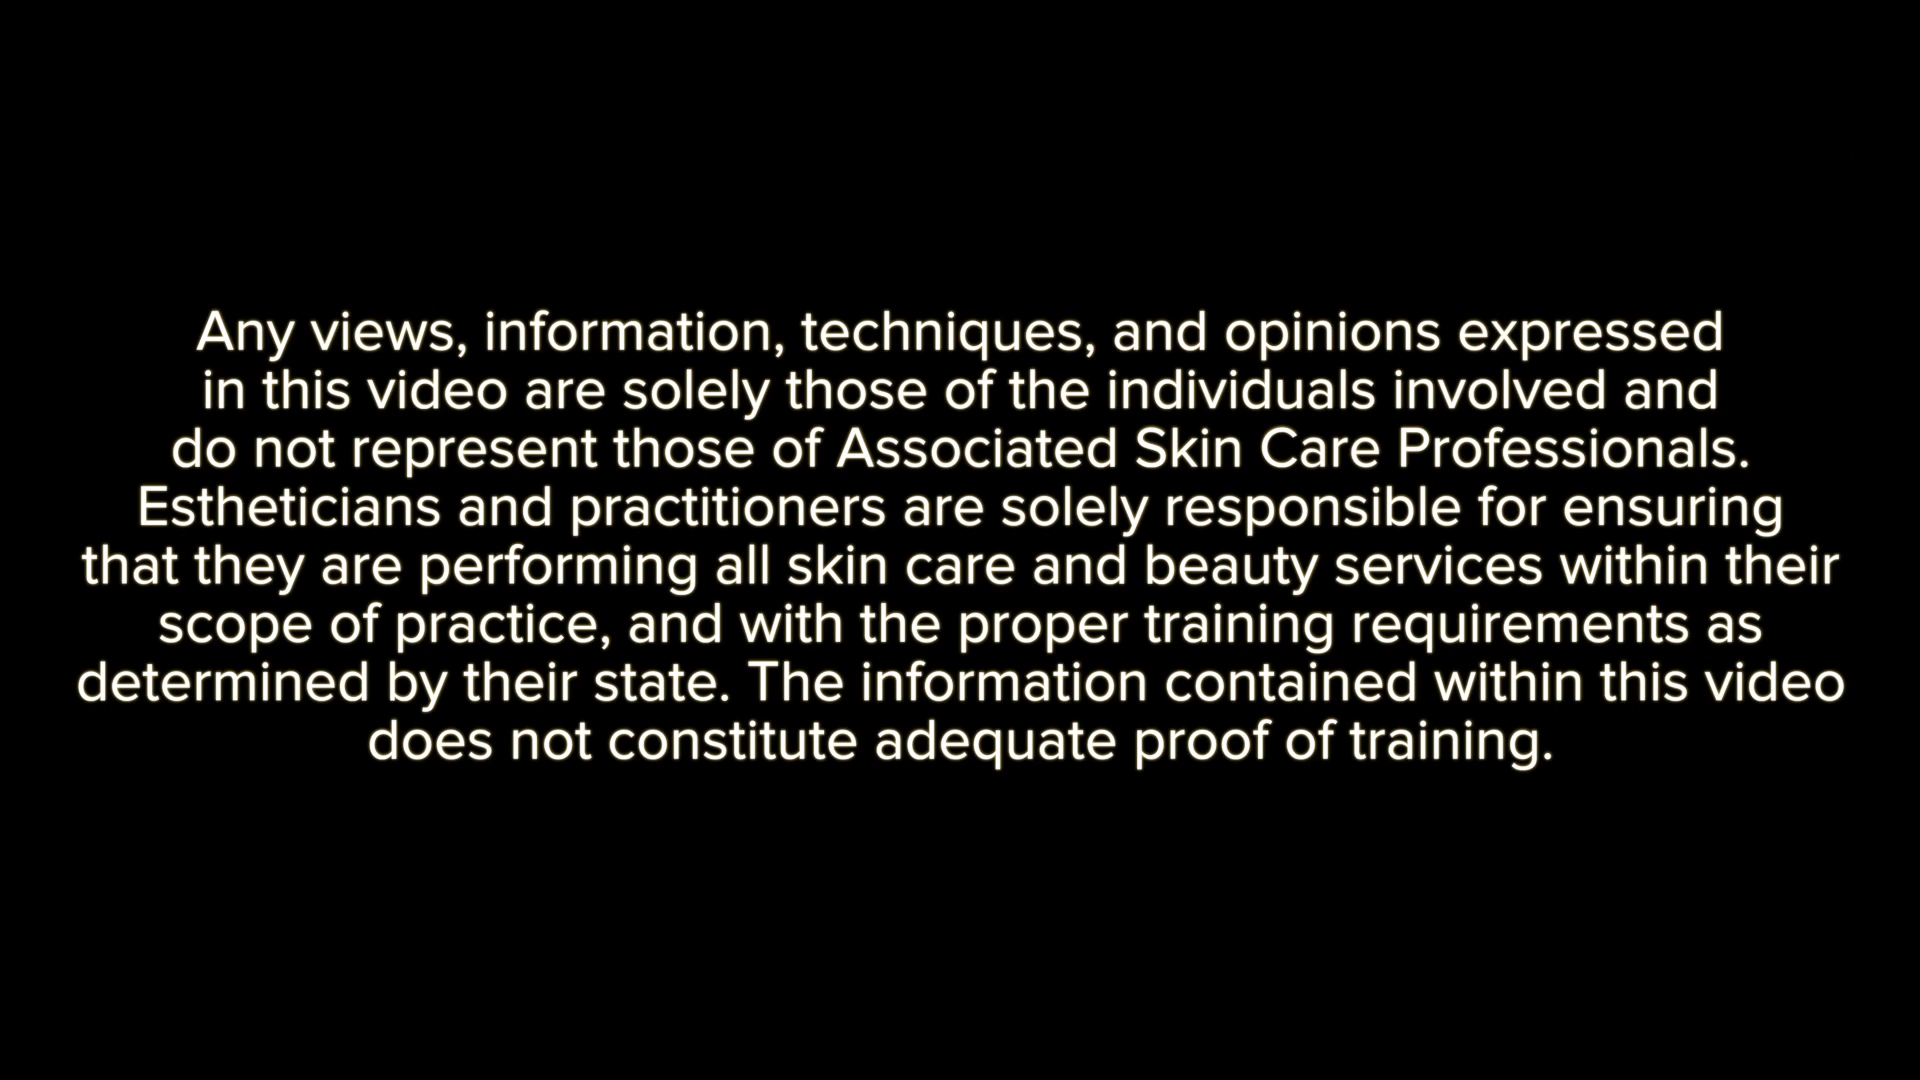 Any views, information, techniques, and opinions expressed
in this video are solely those of the individuals involved and
do not represent those of Associated Skin Care Professionals.
Estheticians and practitioners are solely responsible for ensuring
that they are performing all skin care and beauty services within their
scope of practice, and with the proper training requirements as
determined by their state. The information contained within this video
does not constitute adequate proof of training.